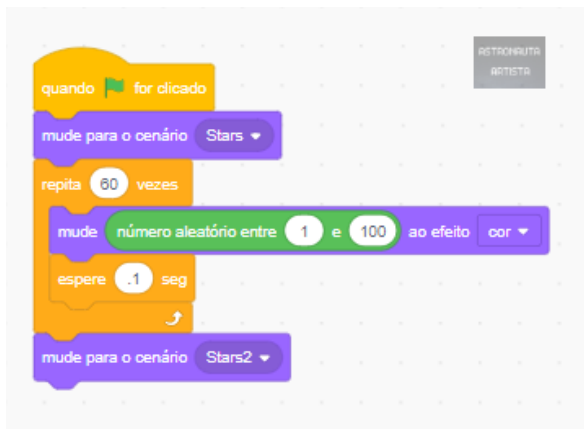 ASTRONAUTA
ARTISTA
quando for clicado
mude para o cenário Stars
repita 60 vezes
mude número aleatório entre 1 e 100 ao efeito cor
espere .1 seg
mude para o cenário Stars2